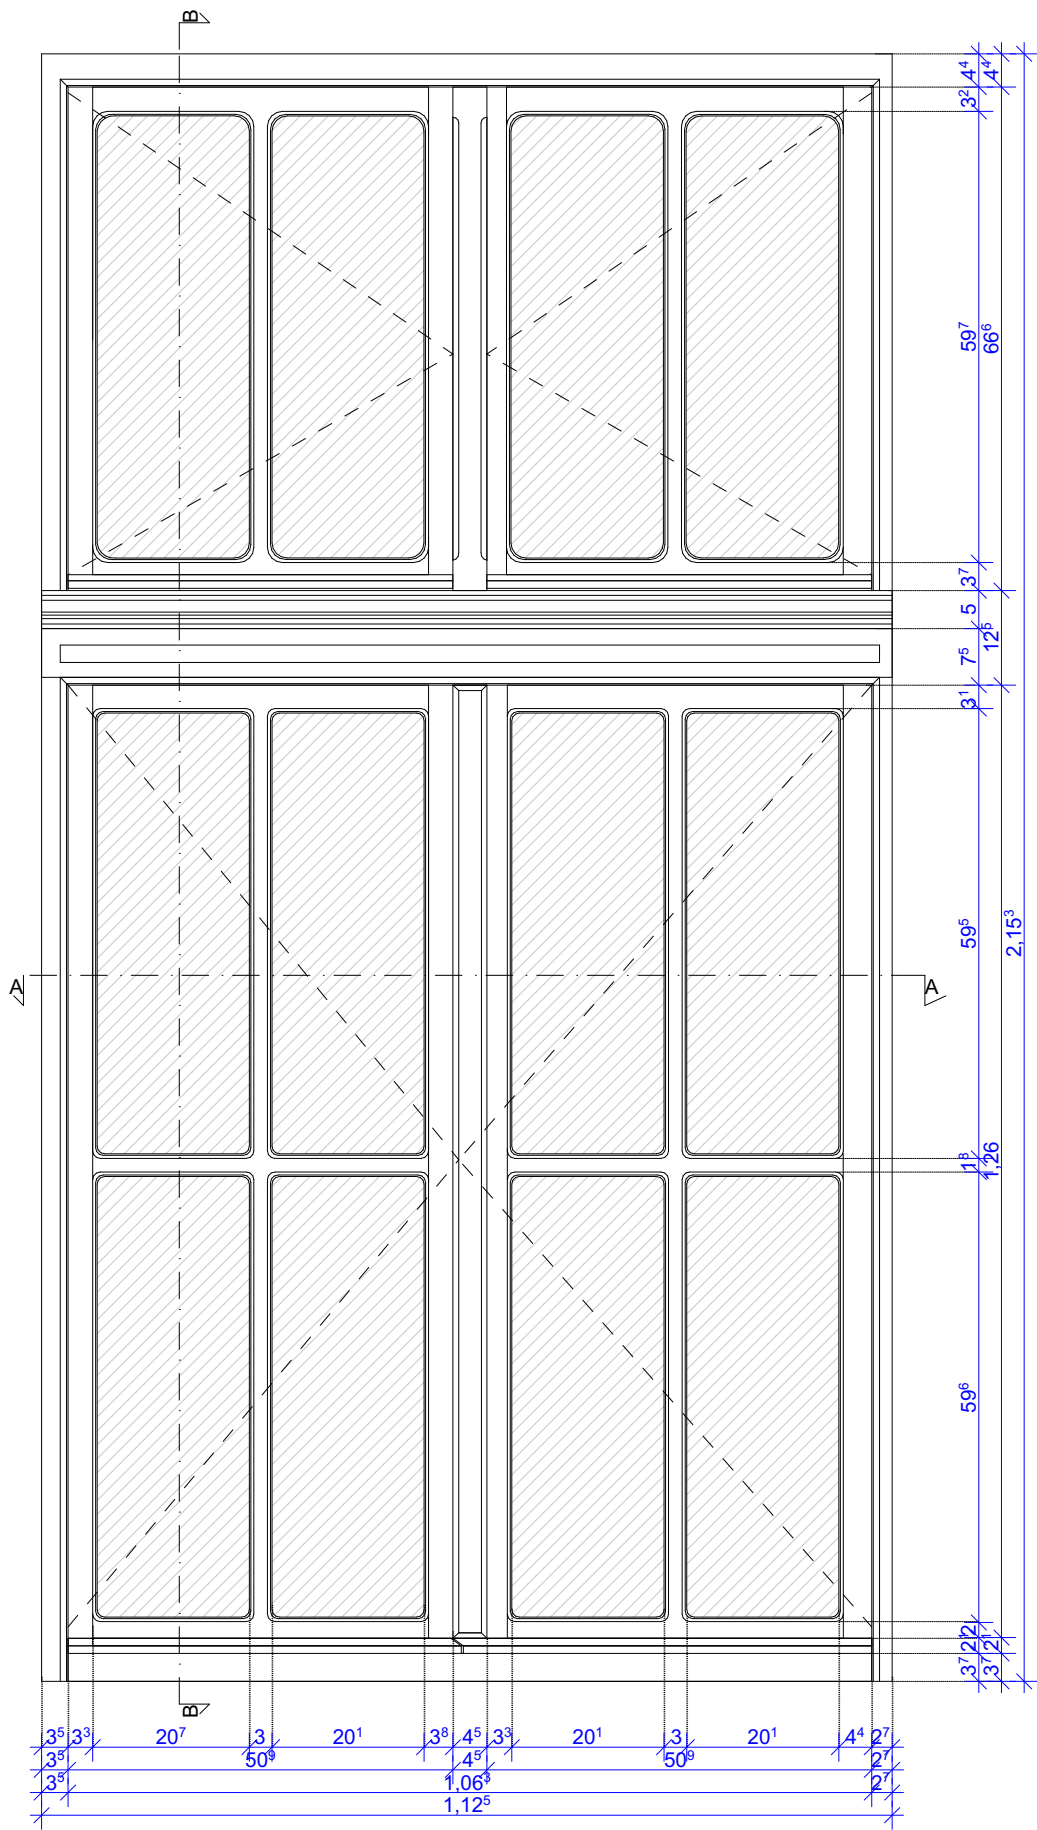 B
4⁴ 4⁴
3²
59⁷ 66⁶
3⁷
5
12⁵
7⁵
3¹
59⁵
2,15³
A A
1⁸ 1,26
59⁶
2¹
2¹ 2¹
3⁷ 3⁷
B
3⁵ 3³ 20⁷ 3 20¹ 3⁸ 4⁵ 3³ 20¹ 3 20¹ 4⁴ 2⁷
3⁵ 50⁹ 4⁵ 50⁹ 2⁷
3⁵ 1,06³ 2⁷
1,12⁵